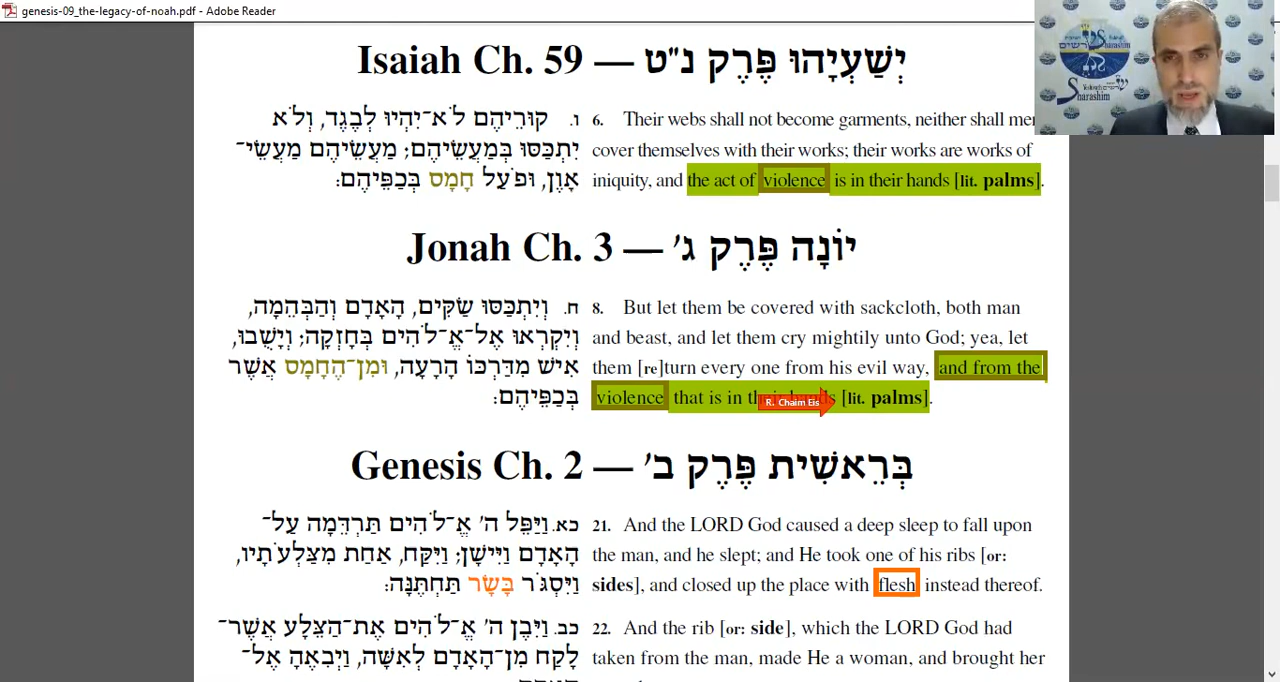 genesis-09_the-legacy-of-noah.pdf - Adobe Reader
Sharashim
Isaiah Ch. 59 — יְשַׁעְיָהוּ פֶּרֶק נ"ט
ו. קוּרֵיהֶם לֹא־יִהְיוּ לְבֶגֶד, וְלֹא
יִתְכַּסּוּ בְּמַעֲשֵׂיהֶם; מַעֲשֵׂיהֶם מַעֲשֵׂי־
אָוֶן, וּפֹעַל חָמָס בְּכַפֵּיהֶם:
6. Their webs shall not become garments, neither shall
cover themselves with their works; their works are works of
iniquity, and the act of violence is in their hands [lit. palms].
Jonah Ch. 3 — יוֹנָה פֶּרֶק ג'
ח. וְיִתְכַּסּוּ שַׂקִּים, הָאָדָם וְהַבְּהֵמָה,
וְיִקְרְאוּ אֶל־אֱ־לֹהִים בְּחָזְקָה; וְיָשֻׁבוּ,
אִישׁ מִדַּרְכּוֹ הָרָעָה, וּמִן־הֶחָמָס אֲשֶׁר
בְּכַפֵּיהֶם:
8. But let them be covered with sackcloth, both man
and beast, and let them cry mightily unto God; yea, let
them [re]turn every one from his evil way, and from the
violence that is in their hands [lit. palms].
R. Chaim Eis
Genesis Ch. 2 — בְּרֵאשִׁית פֶּרֶק ב'
כא. וַיַּפֵּל ה' אֱ־לֹהִים תַּרְדֵּמָה עַל־
הָאָדָם וַיִּישָׁן; וַיִּקַּח, אַחַת מִצַּלְעֹתָיו,
וַיִּסְגֹּר בָּשָׂר תַּחְתֶּנָּה:
21. And the LORD God caused a deep sleep to fall upon
the man, and he slept; and He took one of his ribs [or:
sides], and closed up the place with flesh instead thereof.
כב. וַיִּבֶן ה' אֱ־לֹהִים אֶת־הַצֵּלָע אֲשֶׁר־
לָקַח מִן־הָאָדָם לְאִשָּׁה, וַיְבִאֶהָ אֶל־
22. And the rib [or: side], which the LORD God had
taken from the man, made He a woman, and brought her